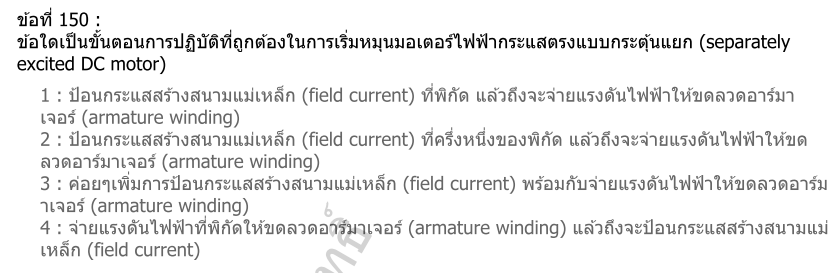 ข้อที่ 150 :
ข้อใดเป็นขั้นตอนการปฏิบัติที่ถูกต้องในการเริ่มหมุนมอเตอร์ไฟฟ้ากระแสตรงแบบกระตุ้นแยก (separately
excited DC motor)
1 : ป้อนกระแสสร้างสนามแม่เหล็ก (field current) ที่พิกัด แล้วถึงจะจ่ายแรงดันไฟฟ้าให้ขดลวดอาร์มา
เจอร์ (armature winding)
2 : ป้อนกระแสสร้างสนามแม่เหล็ก (field current) ที่ครึ่งหนึ่งของพิกัด แล้วถึงจะจ่ายแรงดันไฟฟ้าให้ขด
ลวดอาร์มาเจอร์ (armature winding)
3 : ค่อยๆเพิ่มการป้อนกระแสสร้างสนามแม่เหล็ก (field current) พร้อมกับจ่ายแรงดันไฟฟ้าให้ขดลวดอาร์ม
าเจอร์ (armature winding)
4 : จ่ายแรงดันไฟฟ้าที่พิกัดให้ขดลวดอาร์มาเจอร์ (armature winding) แล้วถึงจะป้อนกระแสสร้างสนามแม่
เหล็ก (field current)